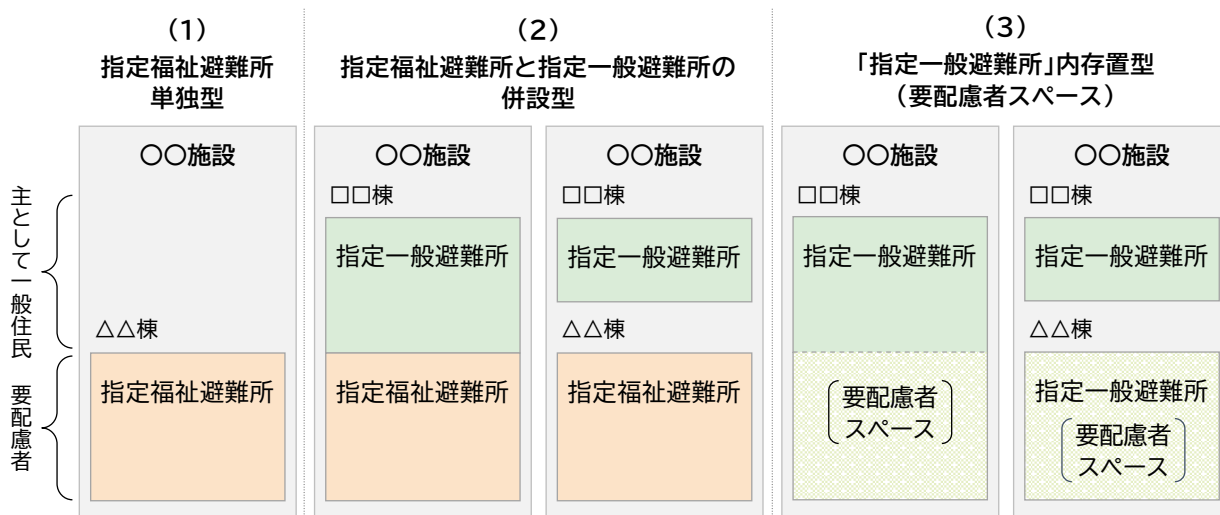 (1)
指定福祉避難所
単独型
(2)
指定福祉避難所と指定一般避難所の
併設型
(3)
「指定一般避難所」内存置型
(要配慮者スペース)
主として一般住民
要配慮者
〇〇施設
△△棟
指定福祉避難所
〇〇施設
□□棟
指定一般避難所
指定福祉避難所
〇〇施設
□□棟
指定一般避難所
△△棟
指定福祉避難所
〇〇施設
□□棟
指定一般避難所
要配慮者
スペース
〇〇施設
□□棟
指定一般避難所
△△棟
指定一般避難所
要配慮者
スペース